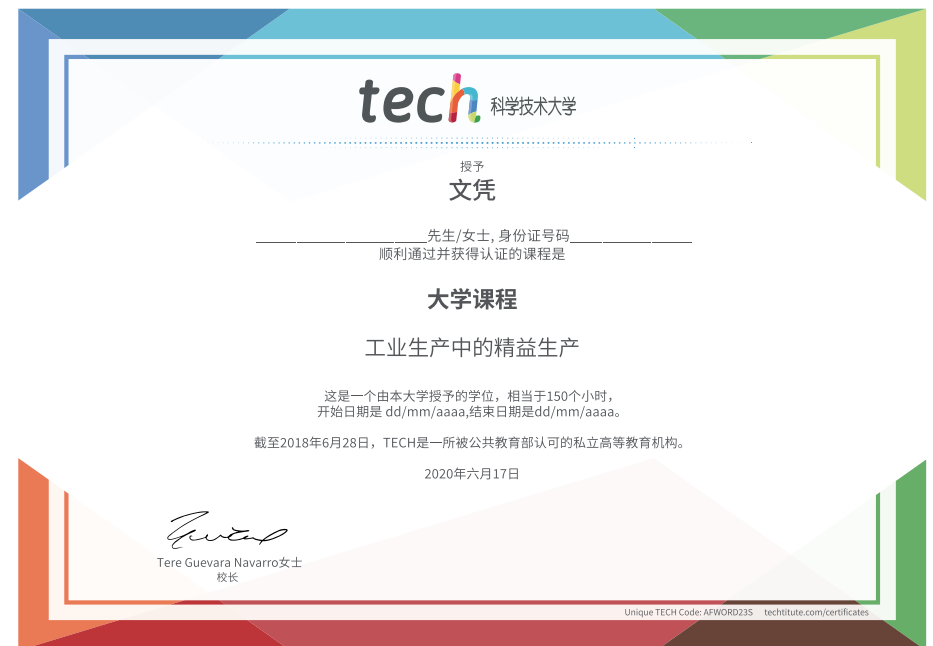 tech 科学技术大学
授予
文凭
____________________先生/女士, 身份证号码______________
顺利通过并获得认证的课程是
大学课程
工业生产中的精益生产
这是一个由本大学授予的学位，相当于150个小时，
开始日期是 dd/mm/aaaa,结束日期是dd/mm/aaaa。
截至2018年6月28日，TECH是一所被公共教育部认可的私立高等教育机构。
2020年六月17日
Tere Guevara Navarro女士
校长
Unique TECH Code: AFWORD23S techtitute.com/certificates